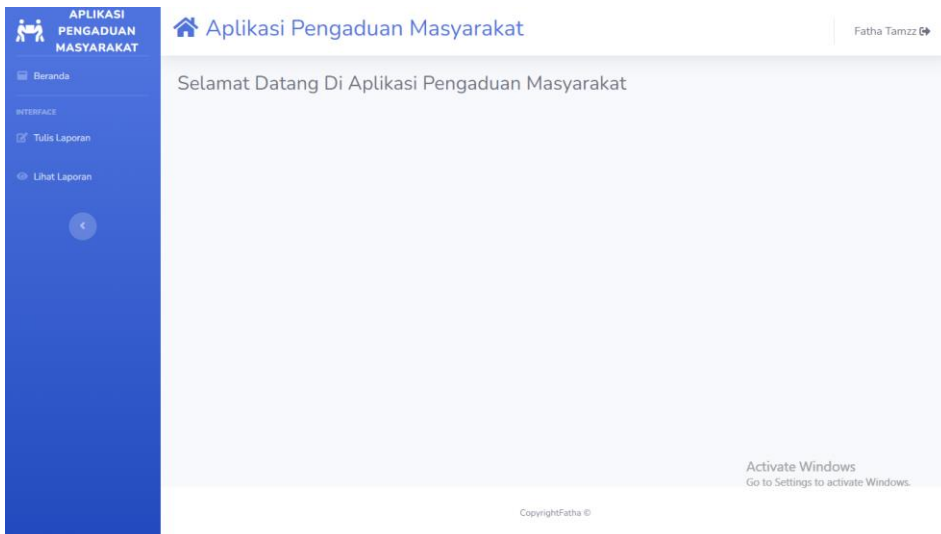 APLIKASI
PENGADUAN
MASYARAKAT
Beranda
INTERFACE
Tulis Laporan
Lihat Laporan
Aplikasi Pengaduan Masyarakat
Fatha Tamzz
Selamat Datang Di Aplikasi Pengaduan Masyarakat
Activate Windows
Go to Settings to activate Windows.
CopyrightFatha ©